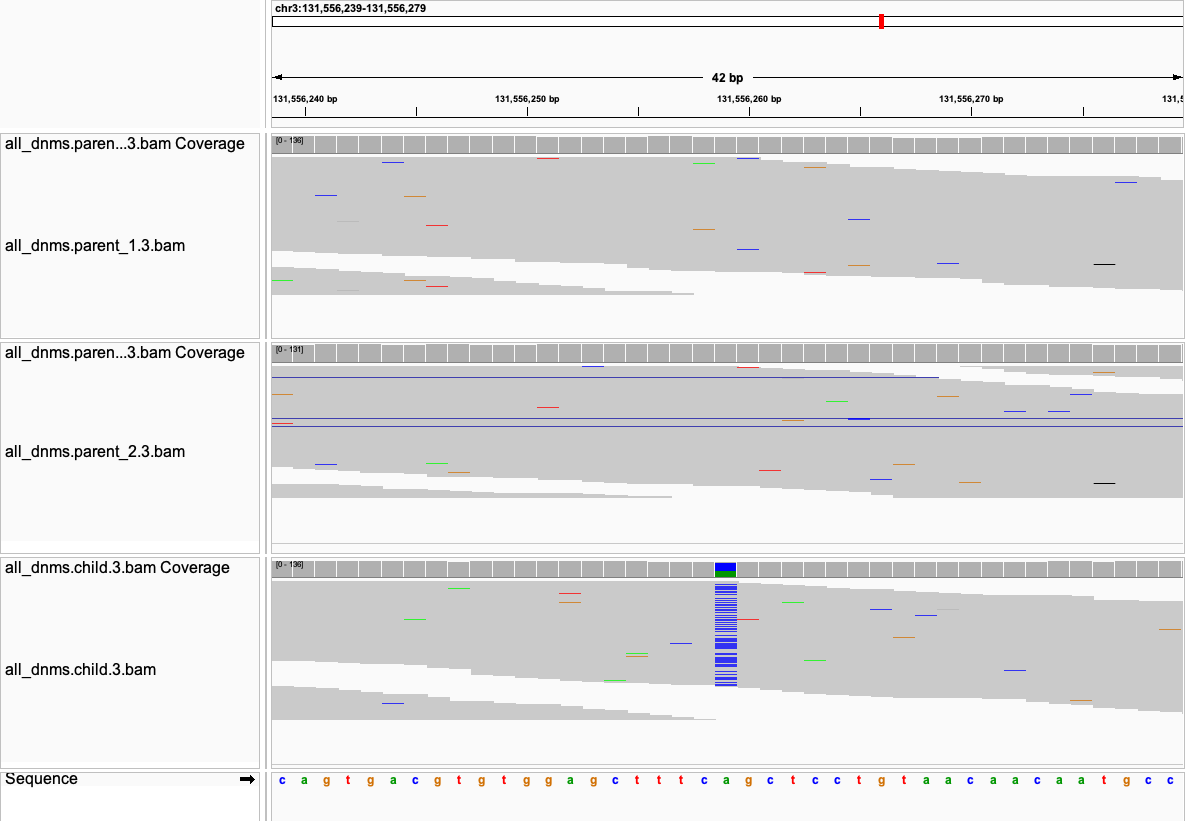 chr3:131,556,239-131,556,279
42 bp
131,556,240 bp 131,556,250 bp 131,556,260 bp 131,556,270 bp 131,5
all_dnms.paren...3.bam Coverage
[0 - 136]
all_dnms.parent_1.3.bam
all_dnms.paren...3.bam Coverage
[0 - 131]
all_dnms.parent_2.3.bam
all_dnms.child.3.bam Coverage
[0 - 136]
all_dnms.child.3.bam
Sequence c a g t g a c g t g t g g a g c t t t c a g c t c c t g t a a c a a c a a t g c c